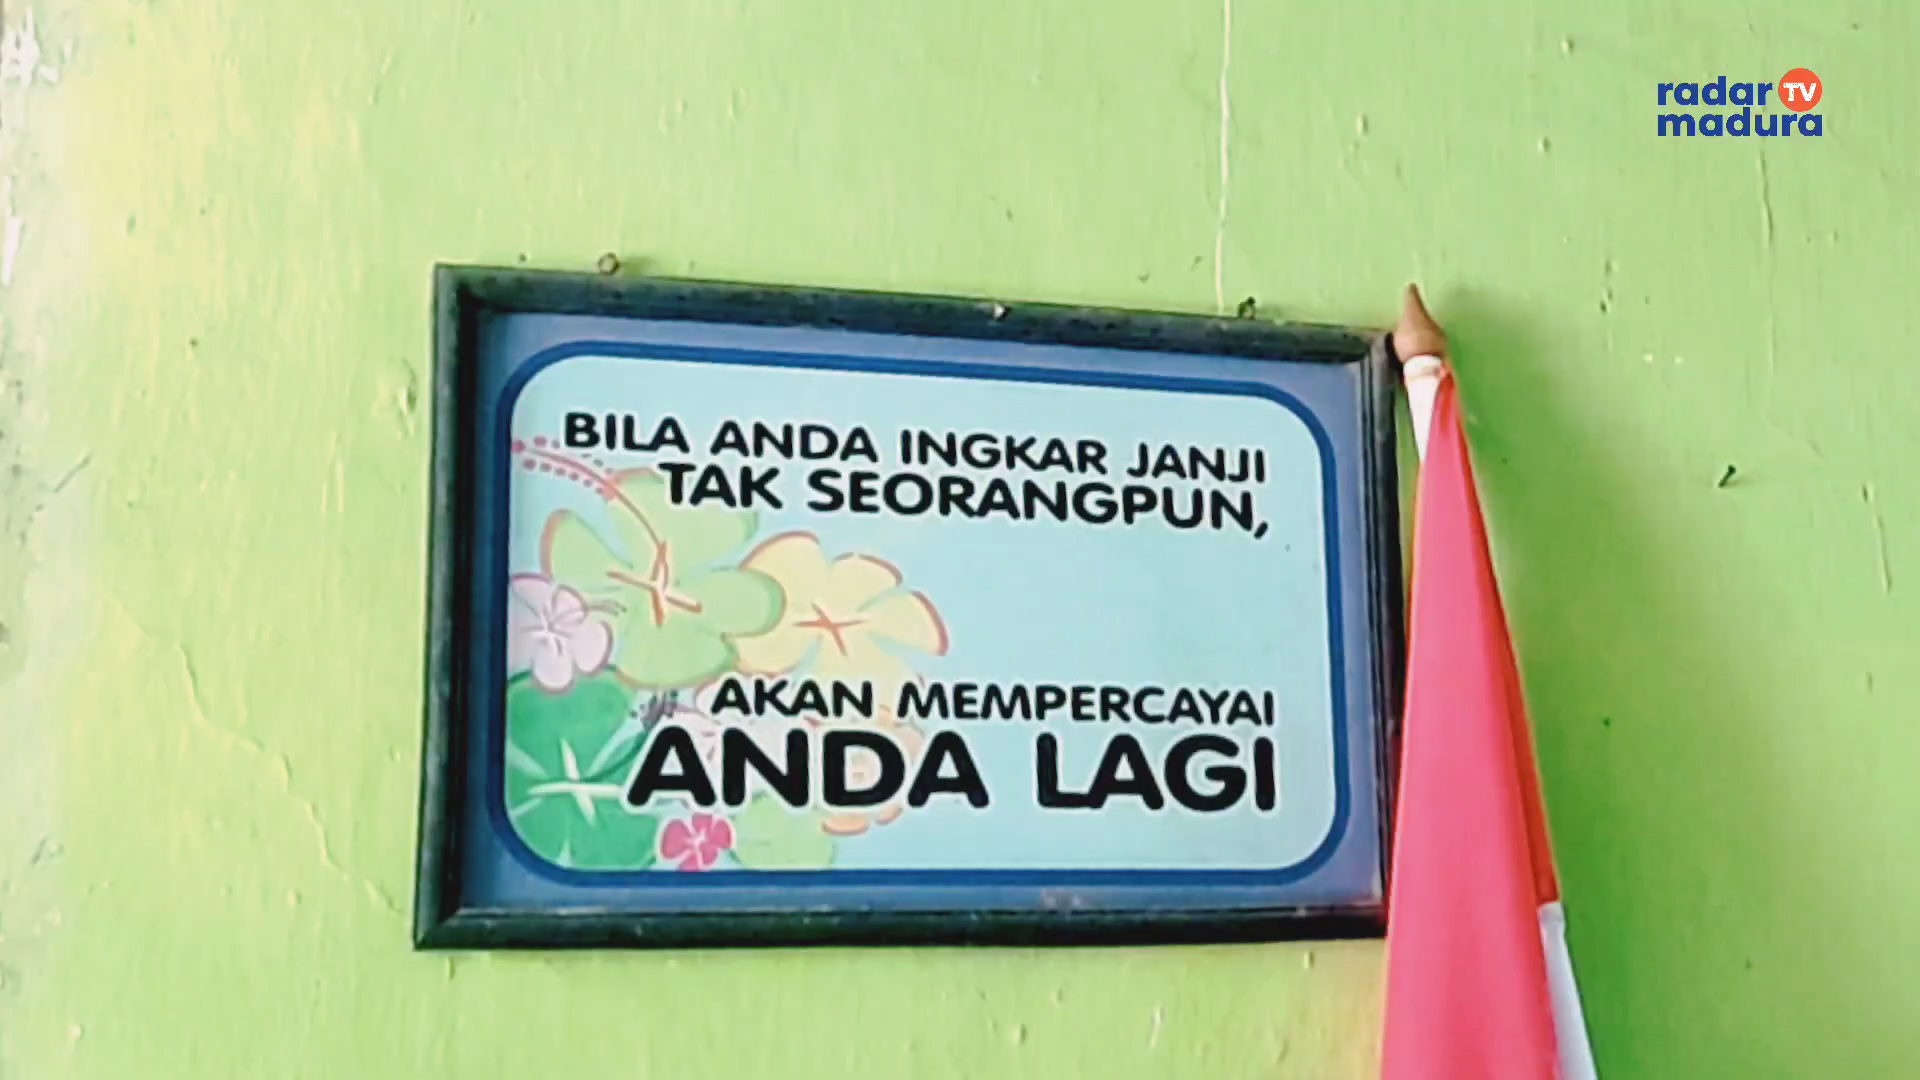 radar TV
madura
BILA ANDA INGKAR JANJI
TAK SEORANGPUN,
AKAN MEMPERCAYAI
ANDA LAGI